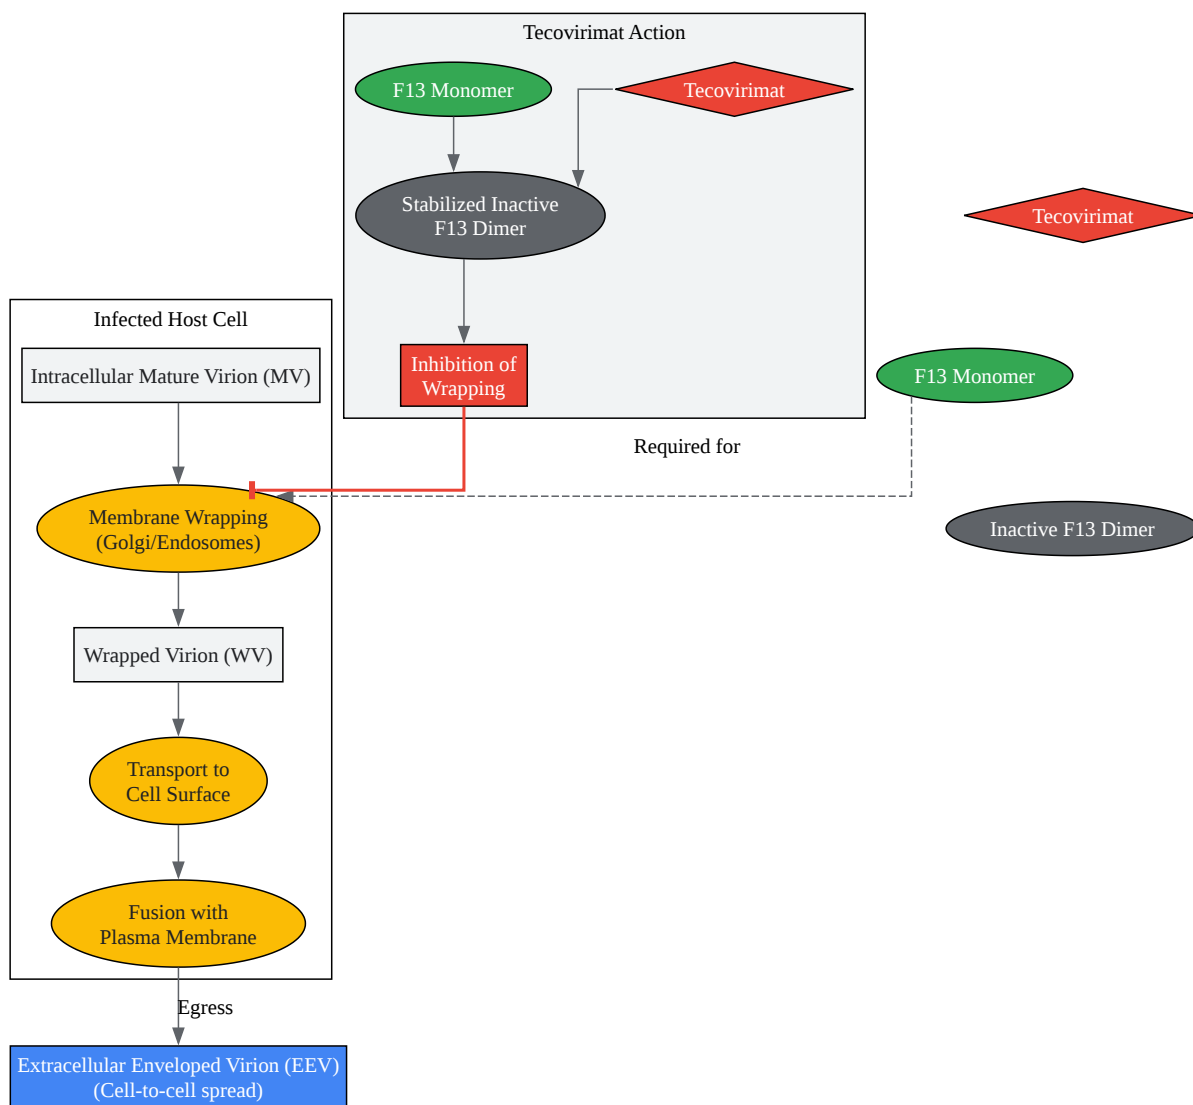 Tecovirimat Action
F13 Monomer
Tecovirimat
Stabilized Inactive
F13 Dimer
Tecovirimat
Infected Host Cell
Intracellular Mature Virion (MV)
Inhibition of
Wrapping
F13 Monomer
Required for
Membrane Wrapping
(Golgi/Endosomes)
Inactive F13 Dimer
Wrapped Virion (WV)
Transport to
Cell Surface
Fusion with
Plasma Membrane
Egress
Extracellular Enveloped Virion (EEV)
(Cell-to-cell spread)